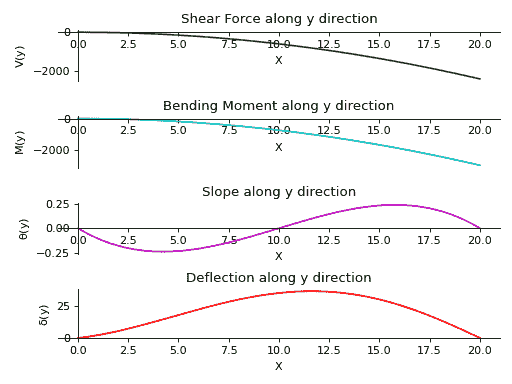 Shear Force along y direction
0
−2000
V(y)
0.0 2.5 5.0 7.5 10.0 12.5 15.0 17.5 20.0
X
Bending Moment along y direction
0
−2000
M(y)
0.0 2.5 5.0 7.5 10.0 12.5 15.0 17.5 20.0
X
Slope along y direction
0.25
0.00
−0.25
θ(y)
0.0 2.5 5.0 7.5 10.0 12.5 15.0 17.5 20.0
X
Deflection along y direction
25
0
δ(y)
0.0 2.5 5.0 7.5 10.0 12.5 15.0 17.5 20.0
X